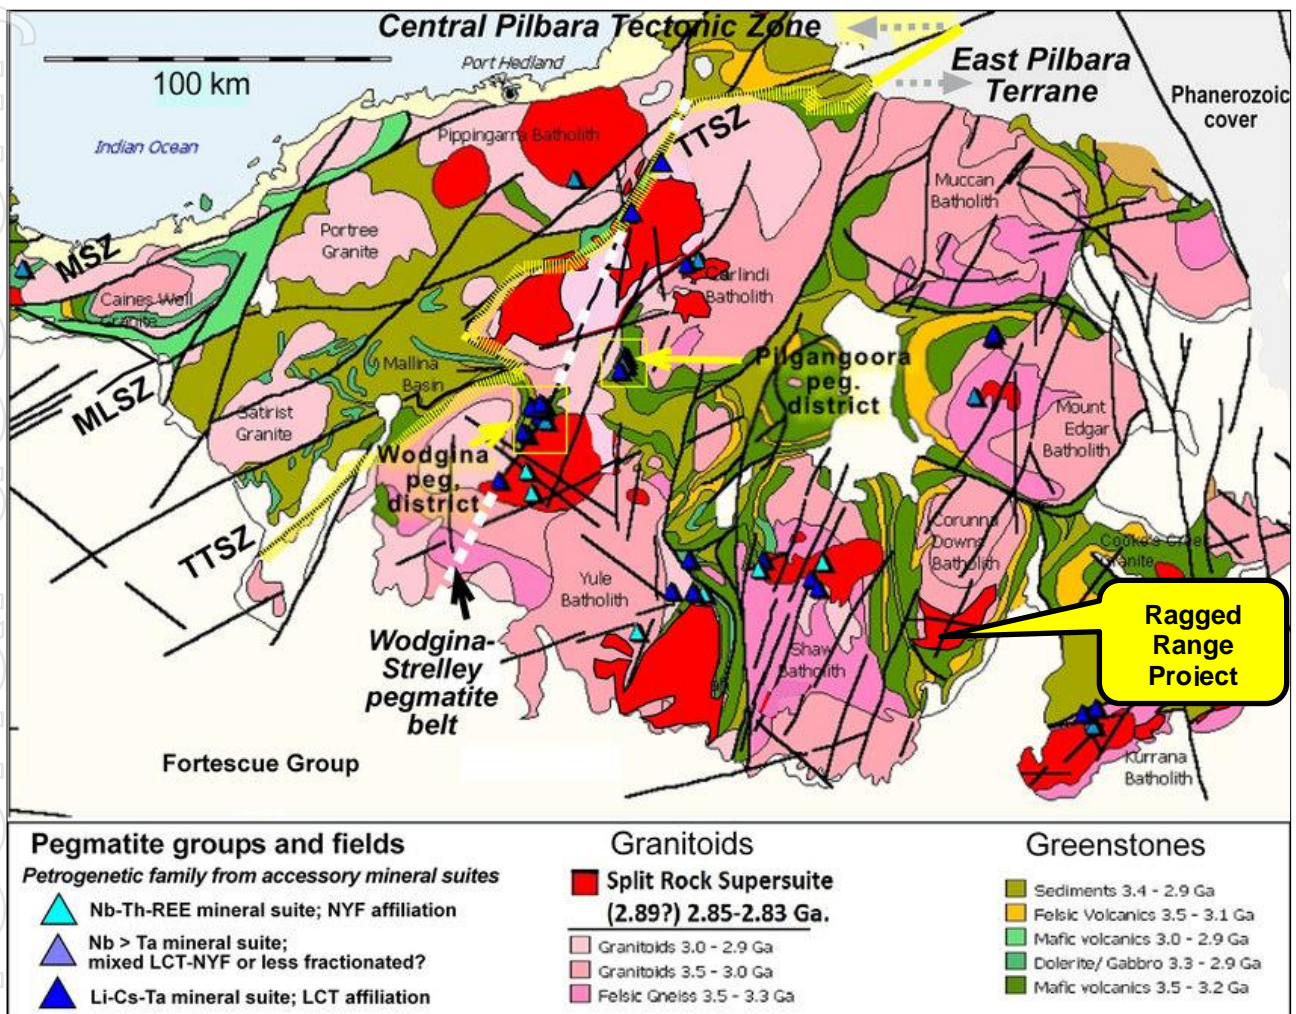 Central Pilbara Tectonic Zone
East Pilbara
Terrane
Phanerozoic
cover
100 km
Port Hedland
Indian Ocean
Pippingarra Batholith
TTSZ
Muccan
Batholith
Portree
Granite
MSZ
Caines Well
Granite
Carlindi
Batholith
Mallina
Basin
Pilgangoora
peg.
district
MLSZ
Satirist
Granite
Mount
Edgar
Batholith
Wodgina
peg.
district
TTSZ
Corunna
Downs
Batholith
Cooke's Creek
Granite
Yule
Batholith
Ragged
Range
Project
Wodgina-
Strelley
pegmatite
belt
Shaw
Batholith
Fortescue Group
Kurrana
Batholith
Pegmatite groups and fields
Petrogenetic family from accessory mineral suites
Nb-Th-REE mineral suite; NYF affiliation
Nb > Ta mineral suite;
mixed LCT-NYF or less fractionated?
Li-Cs-Ta mineral suite; LCT affiliation
Granitoids
Split Rock Supersuite
(2.89?) 2.85-2.83 Ga.
Granitoids 3.0 - 2.9 Ga
Granitoids 3.5 - 3.0 Ga
Felsic Gneiss 3.5 - 3.3 Ga
Greenstones
Sediments 3.4 - 2.9 Ga
Felsic Volcanics 3.5 - 3.1 Ga
Mafic volcanics 3.0 - 2.9 Ga
Dolerite/ Gabbro 3.3 - 2.9 Ga
Mafic volcanics 3.5 - 3.2 Ga